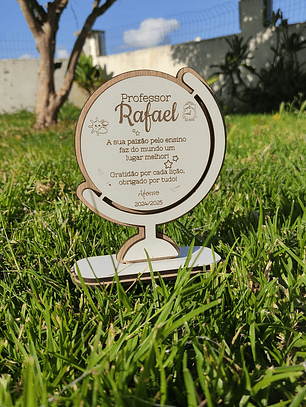 Professor
Rafael
A sua paixão pelo ensino
faz do mundo um
lugar melhor!
Gratidão por cada lição,
obrigado por tudo!
2024/2025